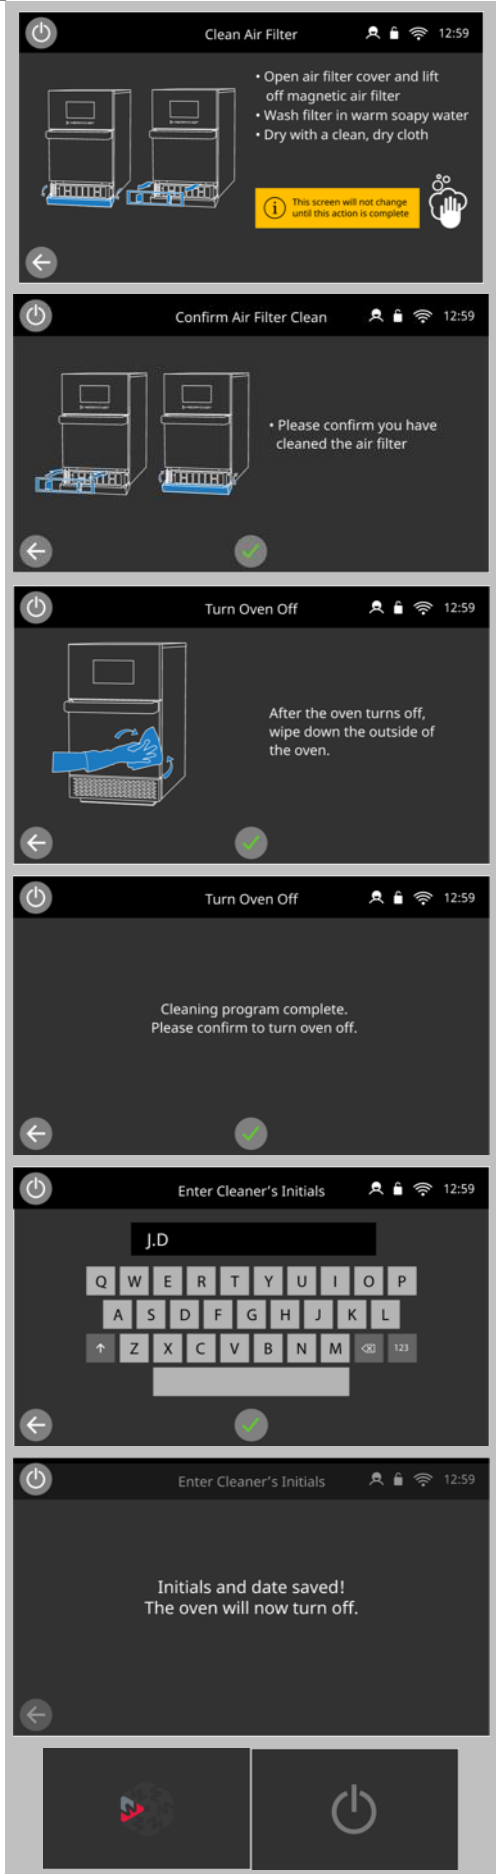 Clean Air Filter
12:59
• Open air filter cover and lift
off magnetic air filter
• Wash filter in warm soapy water
• Dry with a clean, dry cloth
This screen will not change
until this action is complete
Confirm Air Filter Clean
12:59
• Please confirm you have
cleaned the air filter
Turn Oven Off
12:59
After the oven turns off,
wipe down the outside of
the oven.
Turn Oven Off
12:59
Cleaning program complete.
Please confirm to turn oven off.
Enter Cleaner's Initials
12:59
J.D
Q W E R T Y U I O P
A S D F G H J K L
Z X C V B N M 123
Enter Cleaner's Initials
12:59
Initials and date saved!
The oven will now turn off.